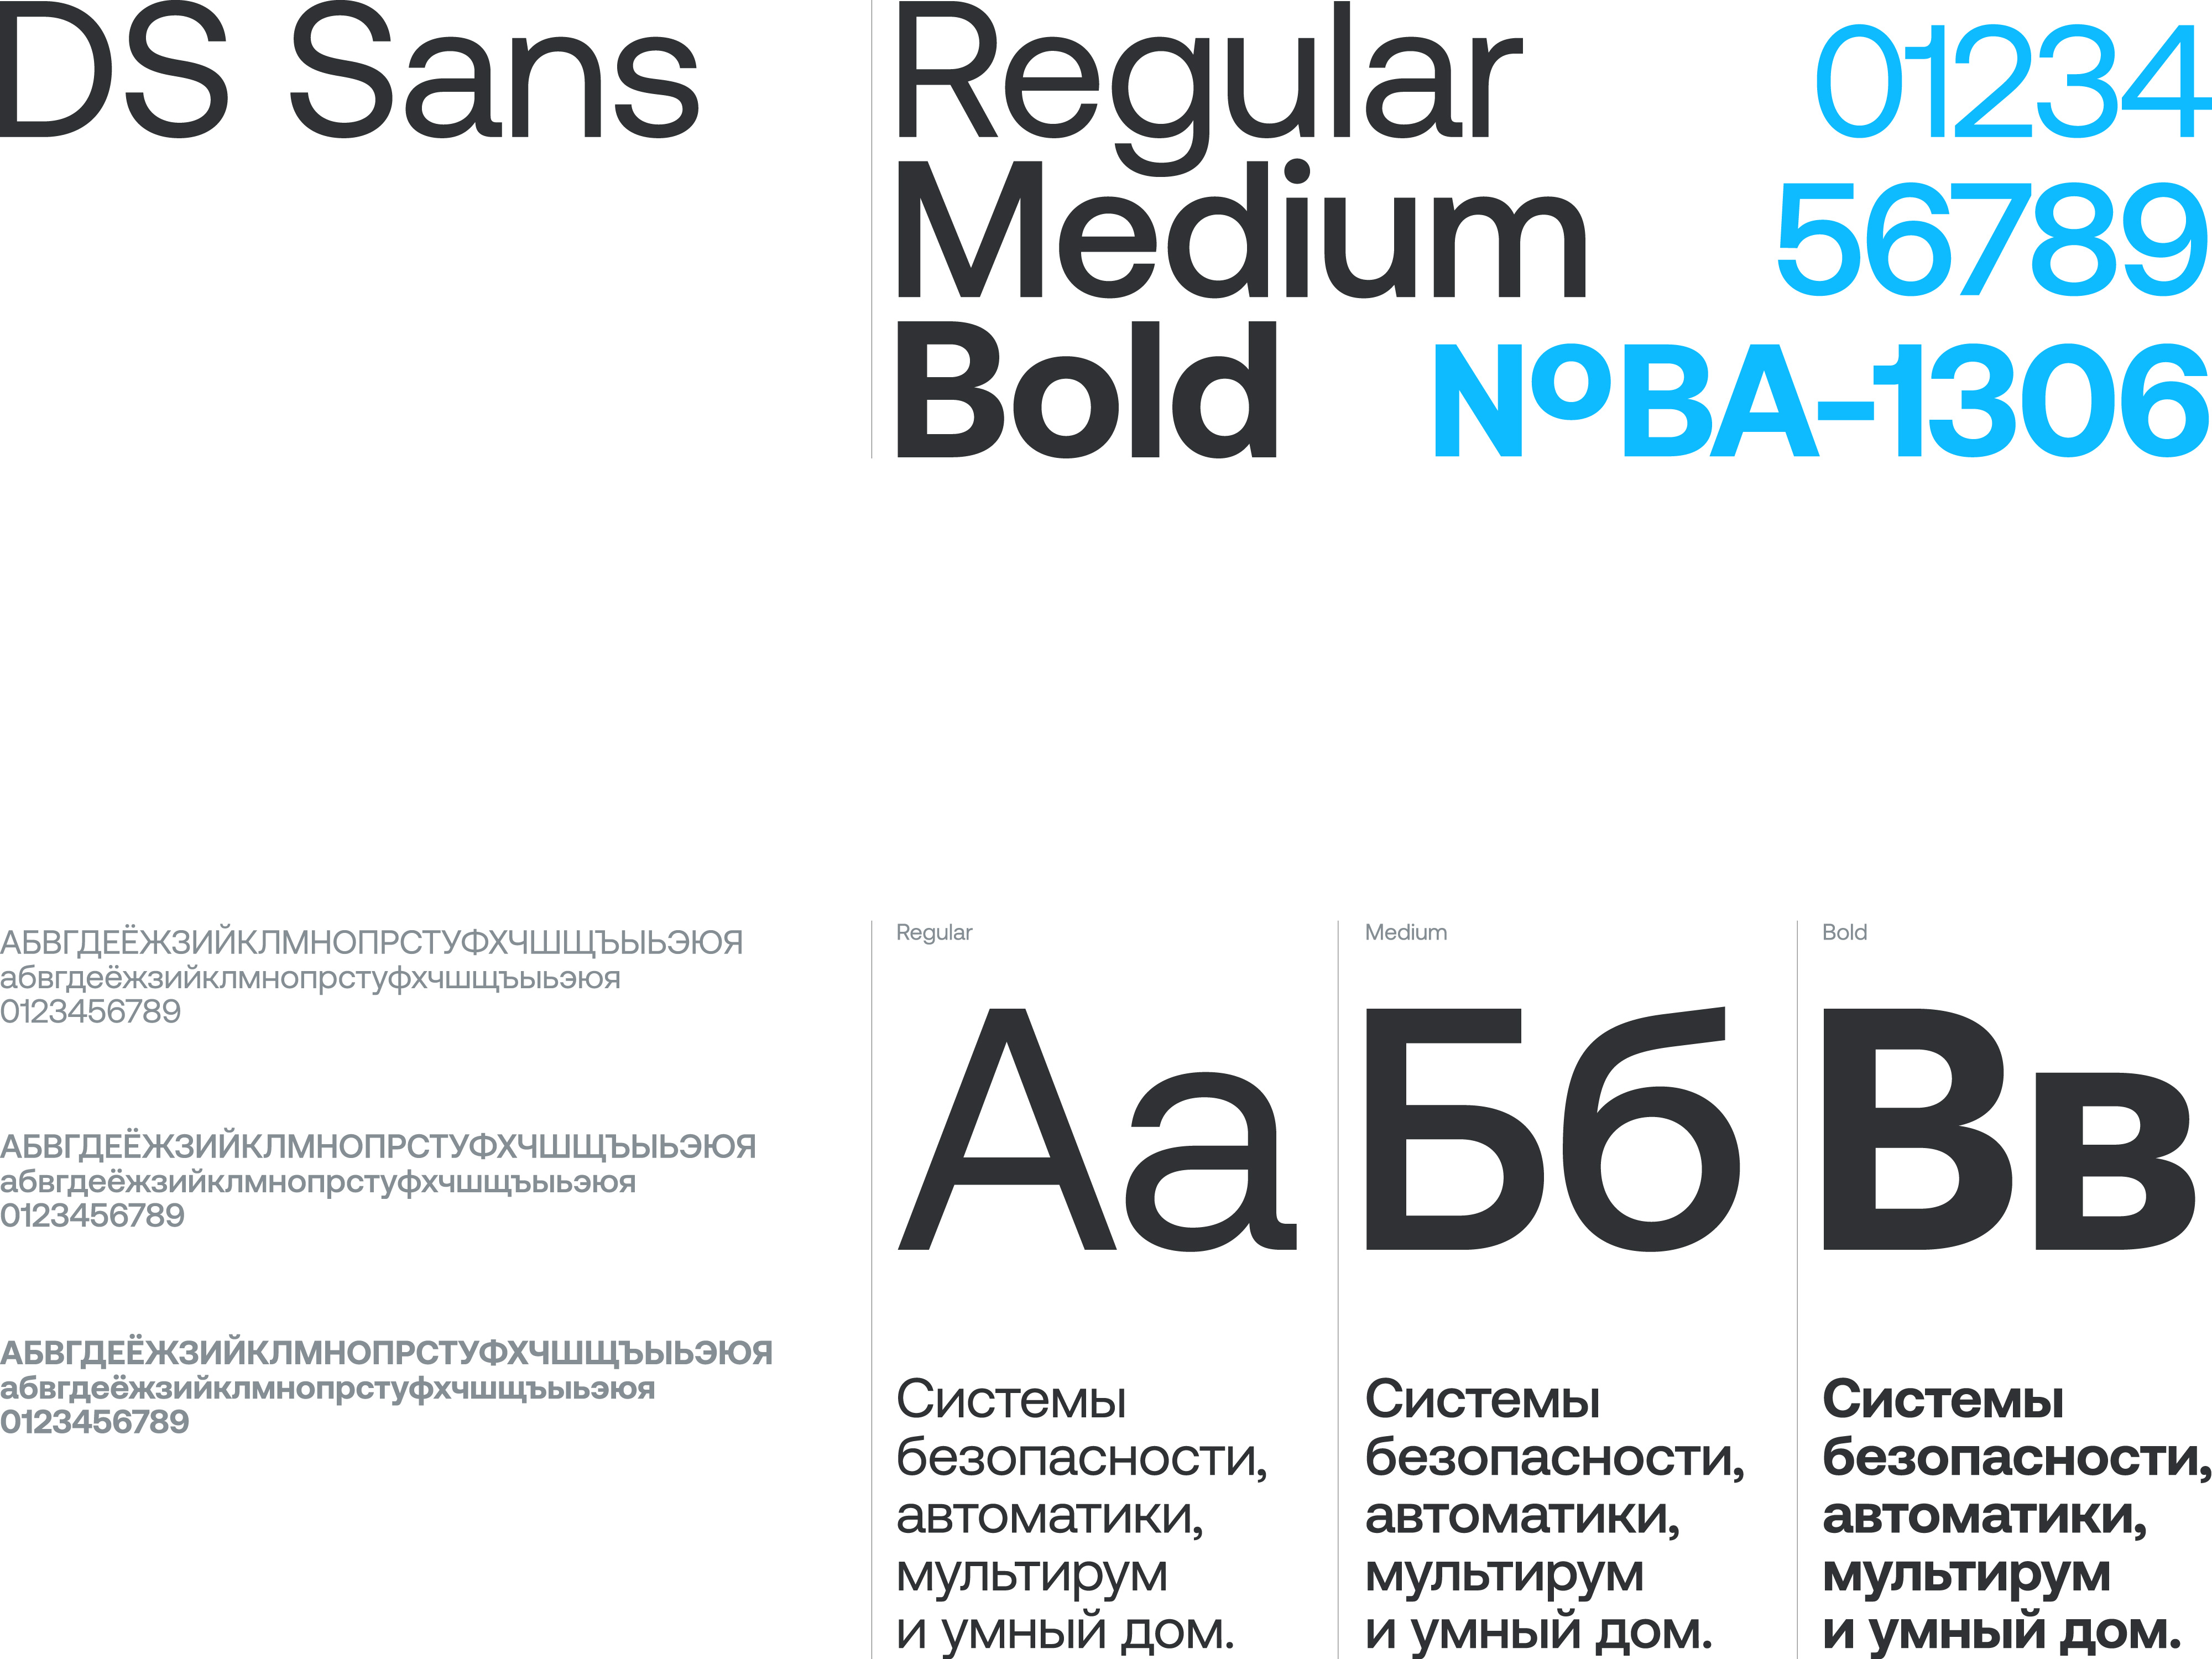 DS Sans
Regular
Medium
Bold
01234
56789
NºBA-1306
АБВГДЕЁЖЗИЙКЛМНОПРСТУФХЧШЩЪЫЬЭЮЯ
абвгдеёжзийклмнопрстуфхчшщъыьэюя
0123456789
АБВГДЕЁЖЗИЙКЛМНОПРСТУФХЧШЩЪЫЬЭЮЯ
абвгдеёжзийклмнопрстуфхчшщъыьэюя
0123456789
АБВГДЕЁЖЗИЙКЛМНОПРСТУФХЧШЩЪЫЬЭЮЯ
абвгдеёжзийклмнопрстуфхчшщъыьэюя
0123456789
Regular
Аа
Системы
безопасности,
автоматики,
мультирум
и умный дом.
Medium
Бб
Системы
безопасности,
автоматики,
мультирум
и умный дом.
Bold
Вв
Системы
безопасности,
автоматики,
мультирум
и умный дом.